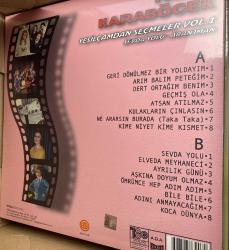 KARABÖCEK
YEŞİLÇAMDAN SEÇMELER VOL.1
A
GERİ DÖNÜLMEZ BİR YOLDAYIM•1
ARIM BALIM PETEĞİM•2
DERT ORTAĞIM BENİM•3
GEÇMİŞ OLA•4
ATSAN ATILMAZ•5
KULAKLARIN ÇINLASIN•6
NE ARARSIN BURADA (Taka Taka)•7
KİME NİYET KİME KISMET•8
B
SEVDA YOLU•1
ELVEDA MEYHANECİ•2
AYRILIK GÜNÜ•3
AŞKINA DOYUM OLMAZ•4
ÖMRÜMCE HEP ADIM ADIM•5
BİLE BİLE•6
ADINI ANMAYACAĞIM•7
KOCA DÜNYA•8